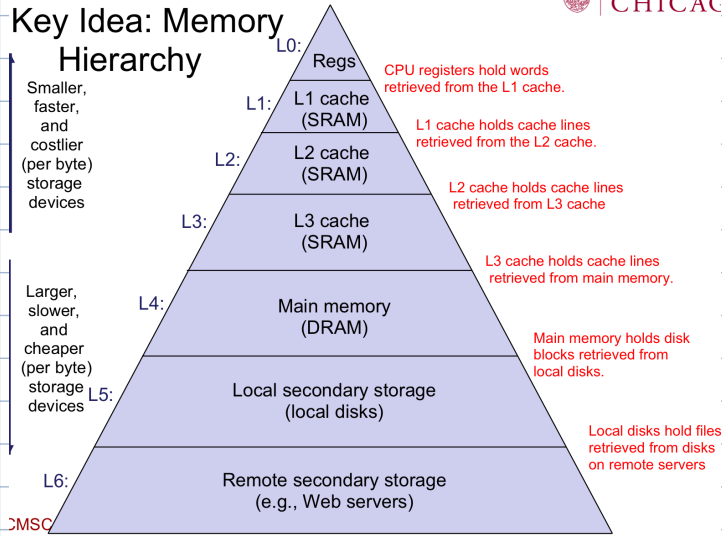 Key Idea: Memory
Hierarchy
CHICAG
Smaller,
faster,
and
costlier
(per byte)
storage
devices
Larger,
slower,
and
cheaper
(per byte)
storage
devices
L0:
Regs
CPU registers hold words
retrieved from the L1 cache.
L1:
L1 cache
(SRAM)
L1 cache holds cache lines
retrieved from the L2 cache.
L2:
L2 cache
(SRAM)
L2 cache holds cache lines
retrieved from L3 cache
L3:
L3 cache
(SRAM)
L3 cache holds cache lines
retrieved from main memory.
L4:
Main memory
(DRAM)
Main memory holds disk
blocks retrieved from
local disks.
L5:
Local secondary storage
(local disks)
Local disks hold files
retrieved from disks
on remote servers
L6:
Remote secondary storage
(e.g., Web servers)
CMSC